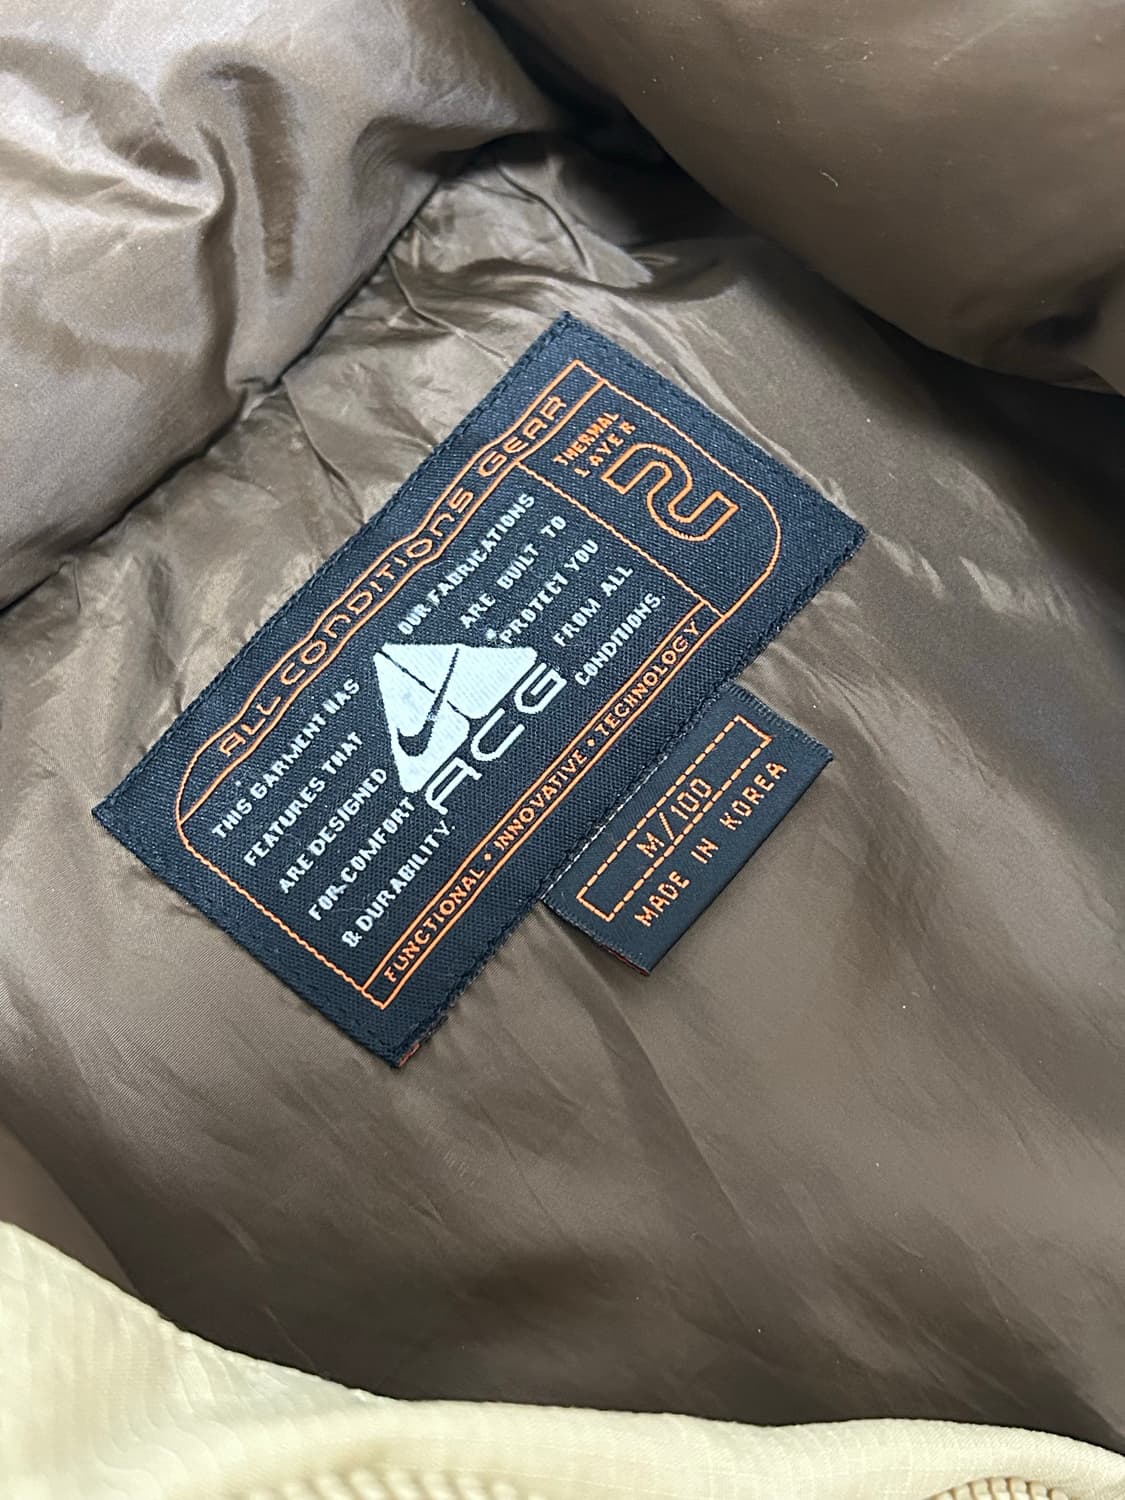 ALL CONDITIONS GEAR
THERMAL
LAYER
2
THIS GARMENT HAS
FEATURES THAT
ARE DESIGNED
FOR COMFORT
& DURABILITY.
OUR FABRICATIONS
ARE BUILT TO
PROTECT YOU
FROM ALL
CONDITIONS.
ACG
FUNCTIONAL • INNOVATIVE • TECHNOLOGY
M/100
MADE IN KOREA